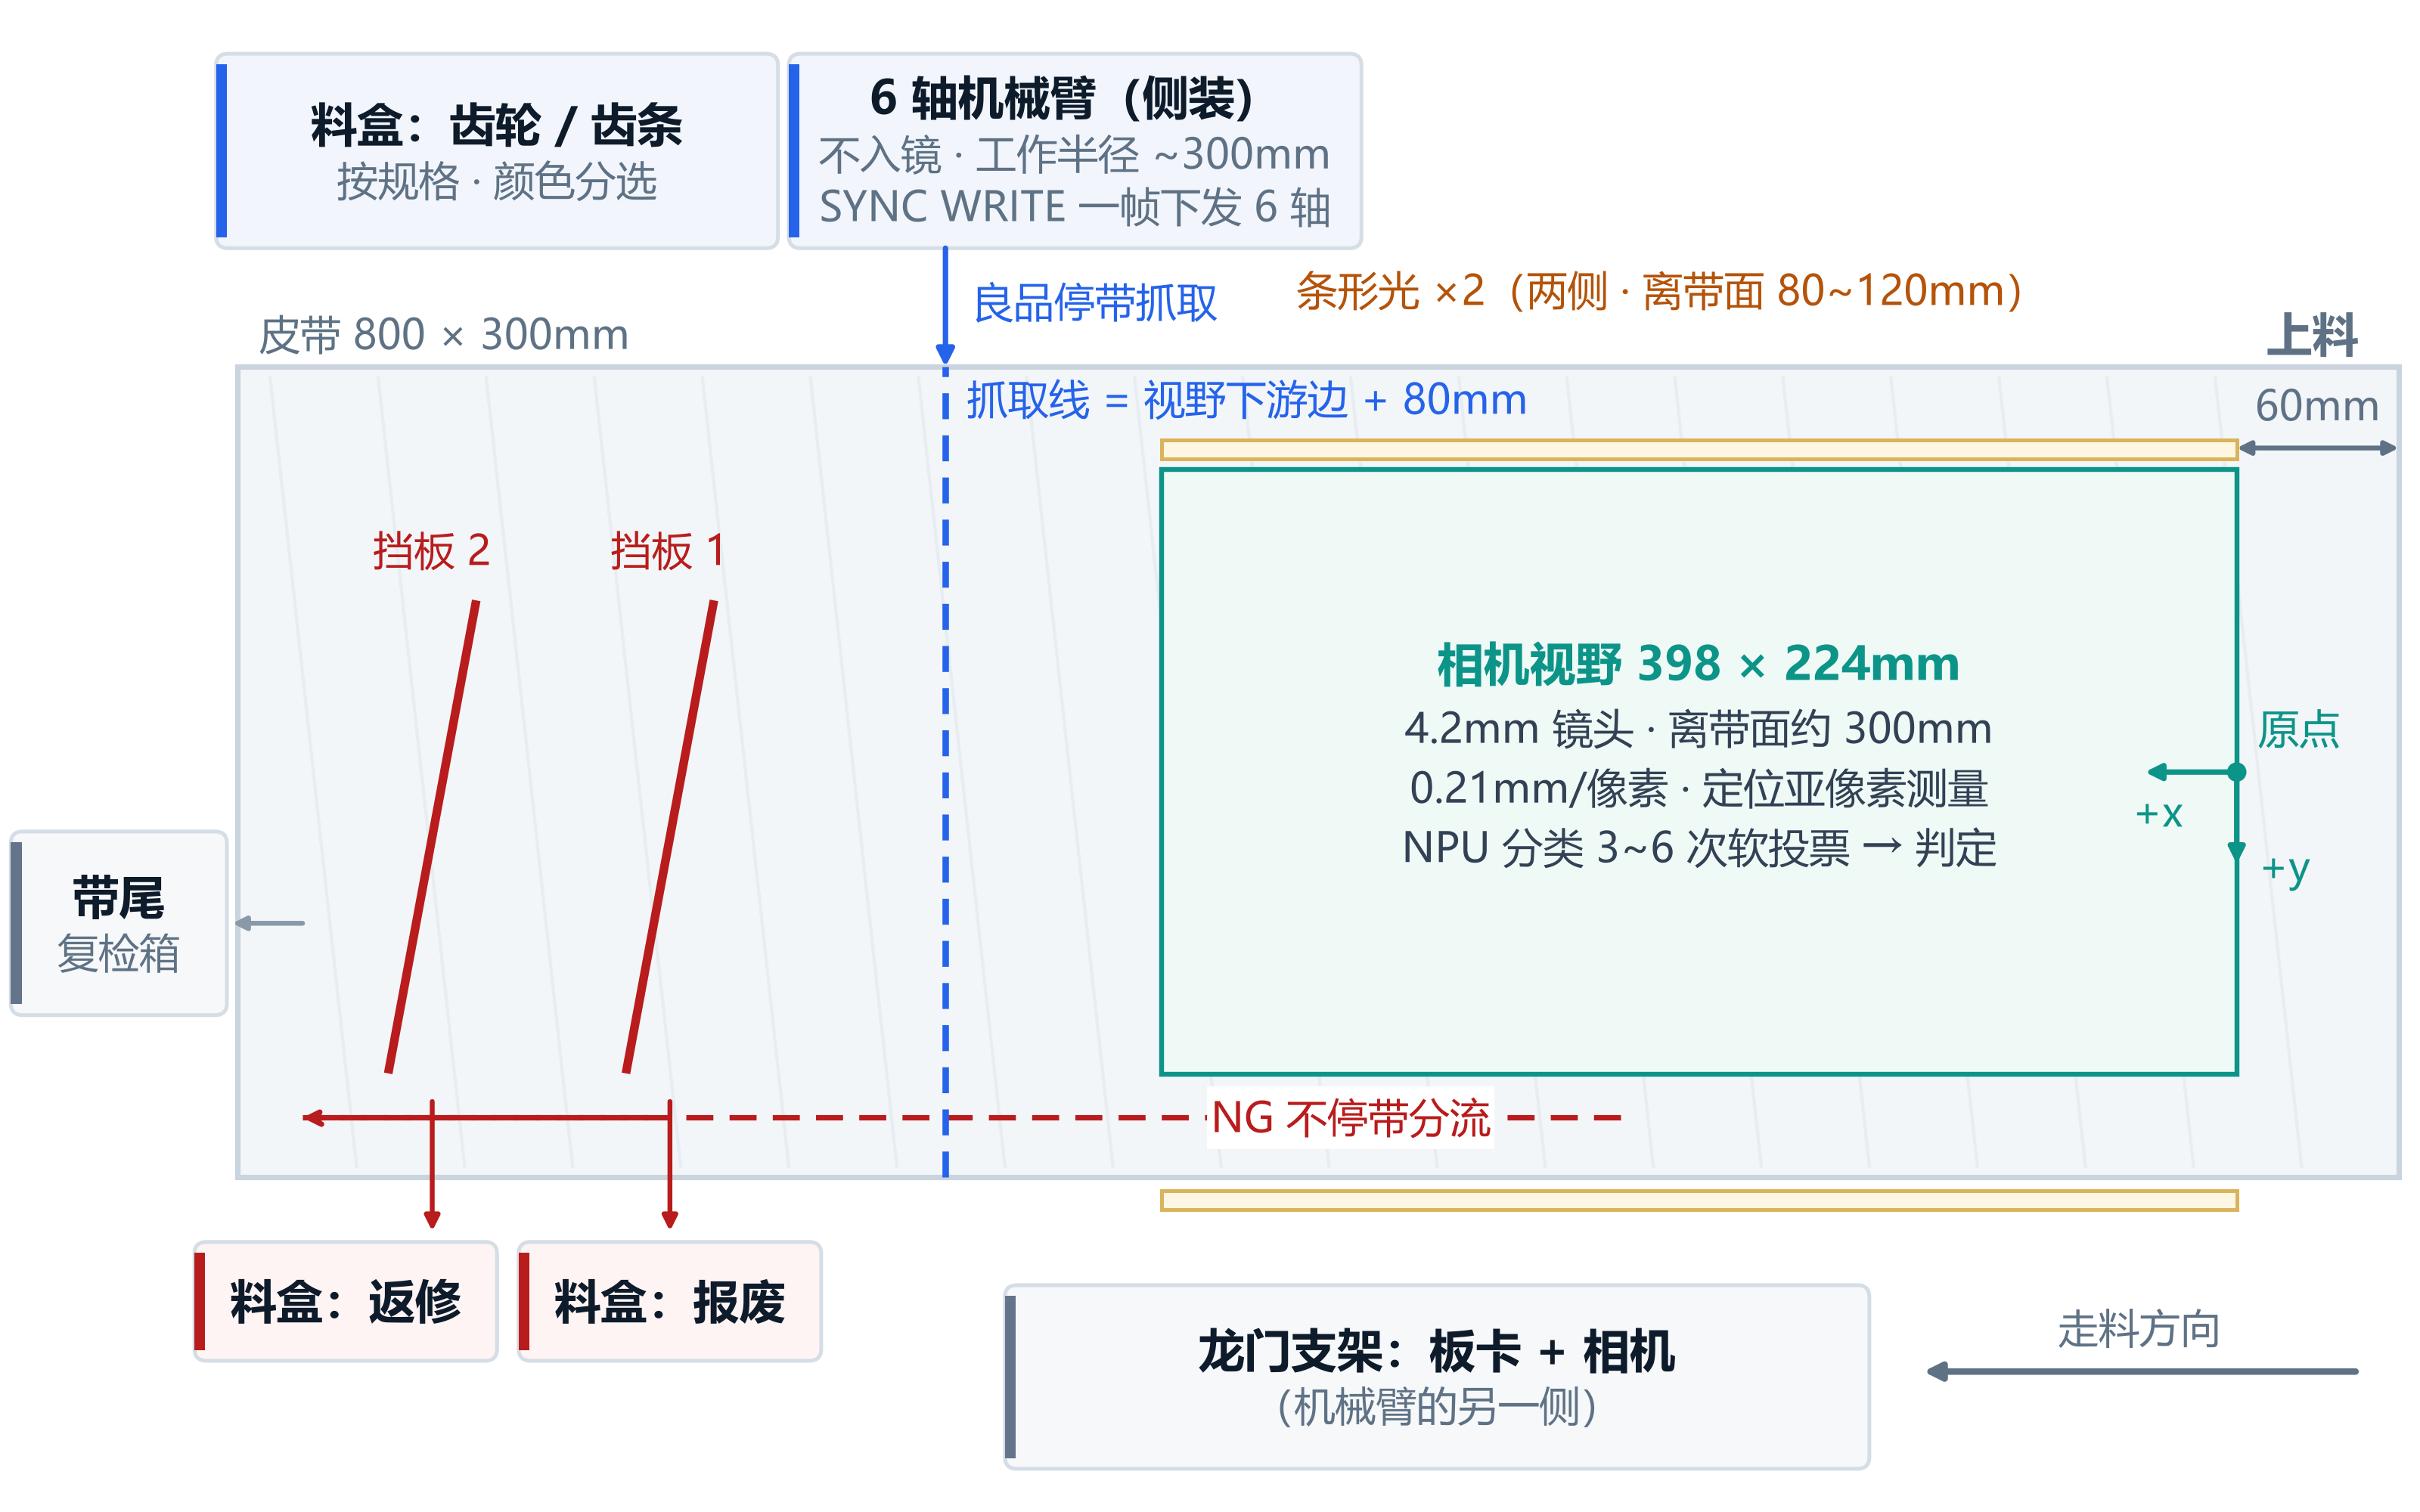 料盒：齿轮 / 齿条
按规格 · 颜色分选
6 轴机械臂（侧装）
不入镜 · 工作半径 ~300mm
SYNC WRITE 一帧下发 6 轴
良品停带抓取
条形光 ×2（两侧 · 离带面 80~120mm）
皮带 800 × 300mm
上料
抓取线 = 视野下游边 + 80mm
60mm
挡板 2
挡板 1
相机视野 398 × 224mm
4.2mm 镜头 · 离带面约 300mm
0.21mm/像素 · 定位亚像素测量
NPU 分类 3~6 次软投票 → 判定
原点
+x
+y
带尾
复检箱
NG 不停带分流
料盒：返修
料盒：报废
龙门支架：板卡 + 相机
（机械臂的另一侧）
走料方向